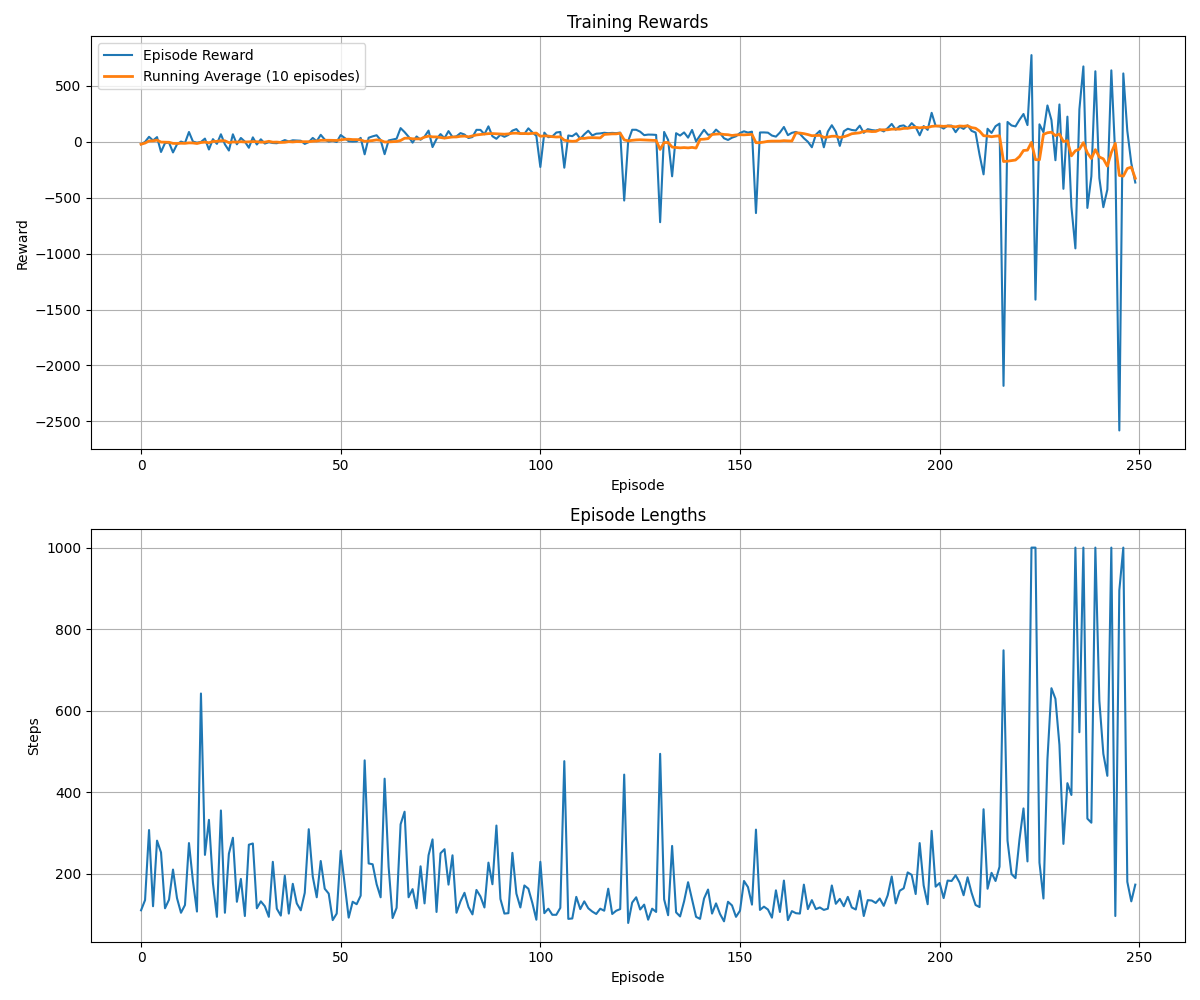 Training Rewards
Episode Reward
Running Average (10 episodes)
500
0
−500
−1000
−1500
−2000
−2500
Reward
0 50 100 150 200 250
Episode
Episode Lengths
1000
800
600
400
200
Steps
0 50 100 150 200 250
Episode